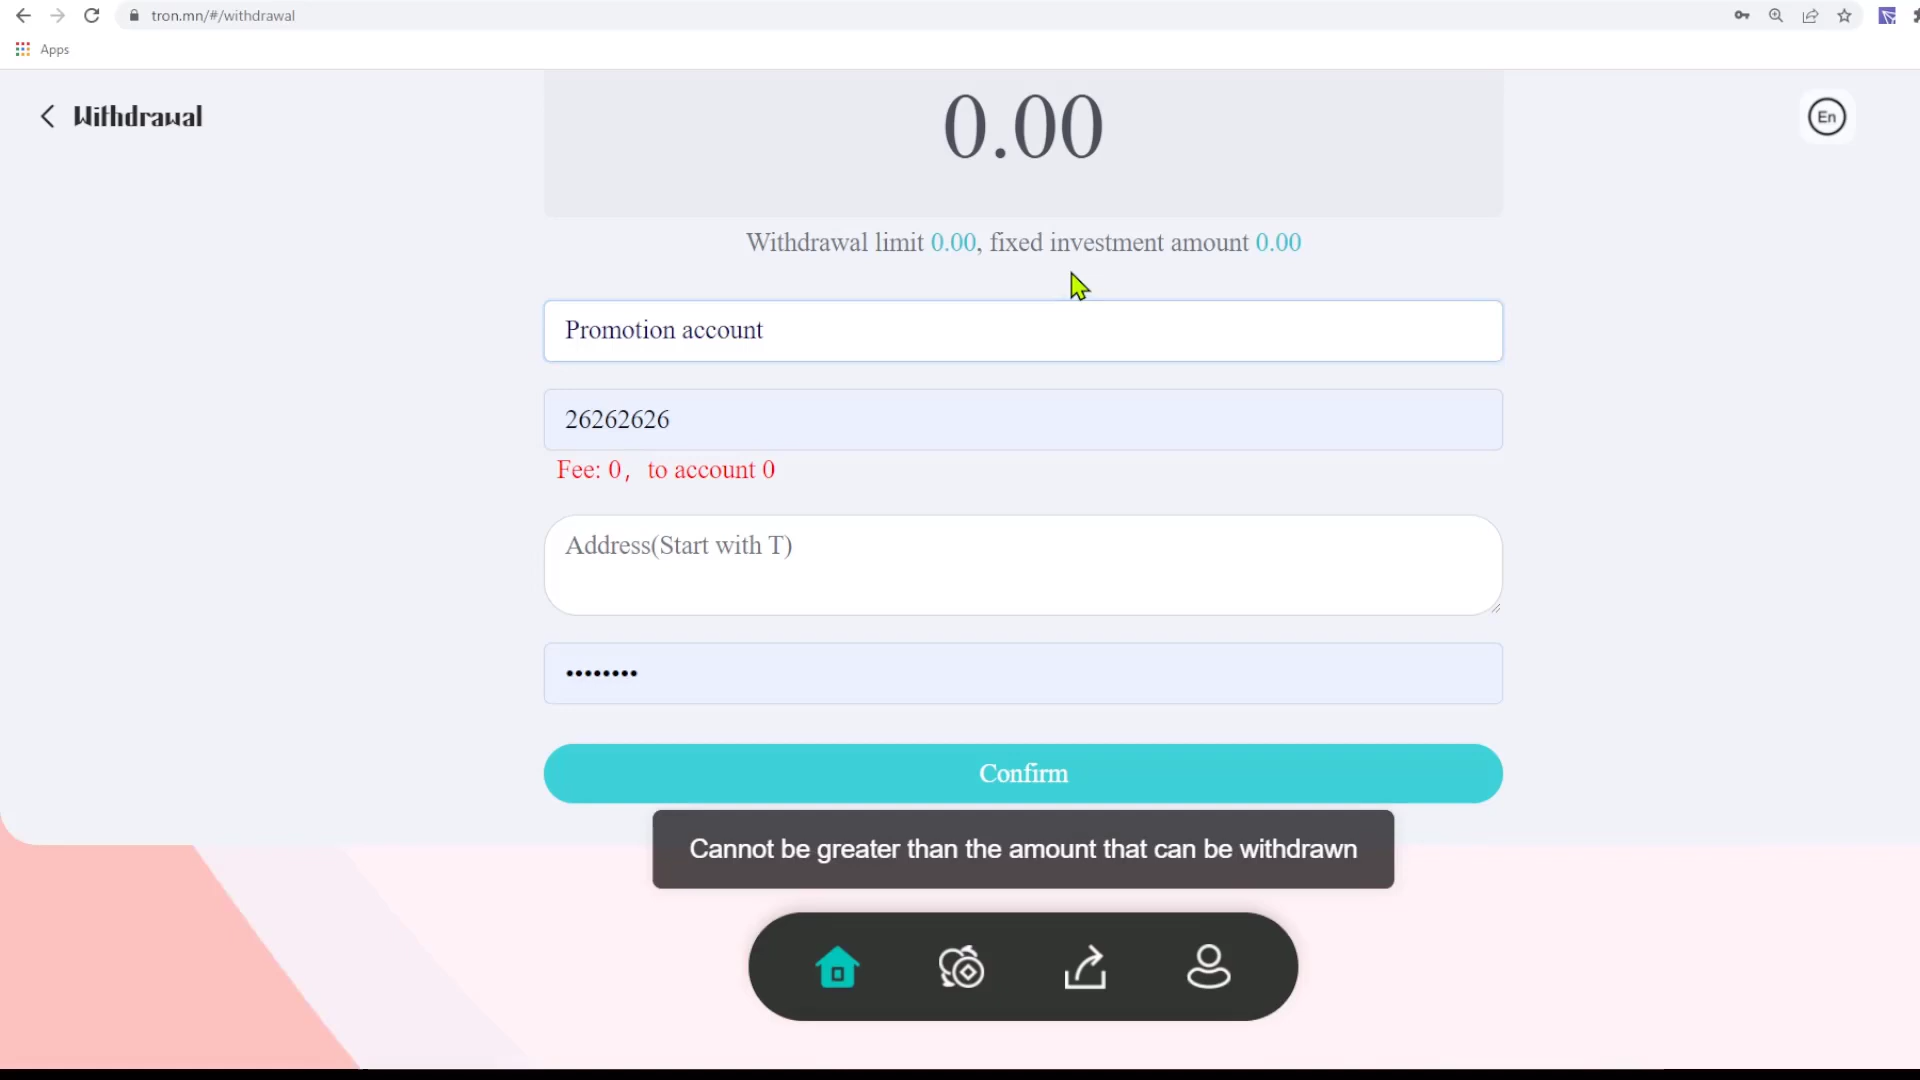 tron.mn/#/withdrawal
Apps
Withdrawal
0.00
En
Withdrawal limit 0.00, fixed investment amount 0.00
Promotion account
26262626
Fee: 0， to account 0
Address(Start with T)
••••••••
Confirm
Cannot be greater than the amount that can be withdrawn